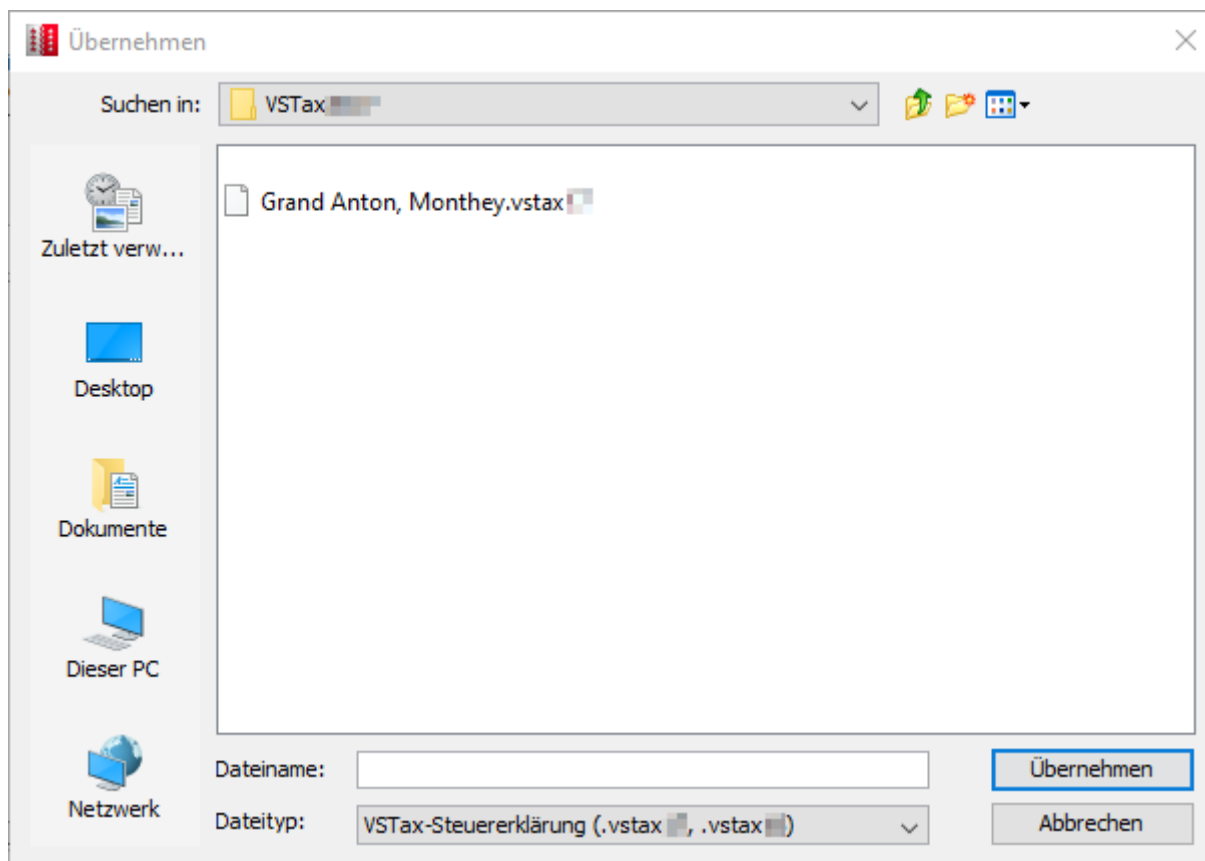 Übernehmen
Suchen in: VSTax
Grand Anton, Monthey.vstax
Zuletzt verw...
Desktop
Dokumente
Dieser PC
Netzwerk
Dateiname:
Übernehmen
Dateityp: VSTax-Steuererklärung (.vstax , .vstax )
Abbrechen